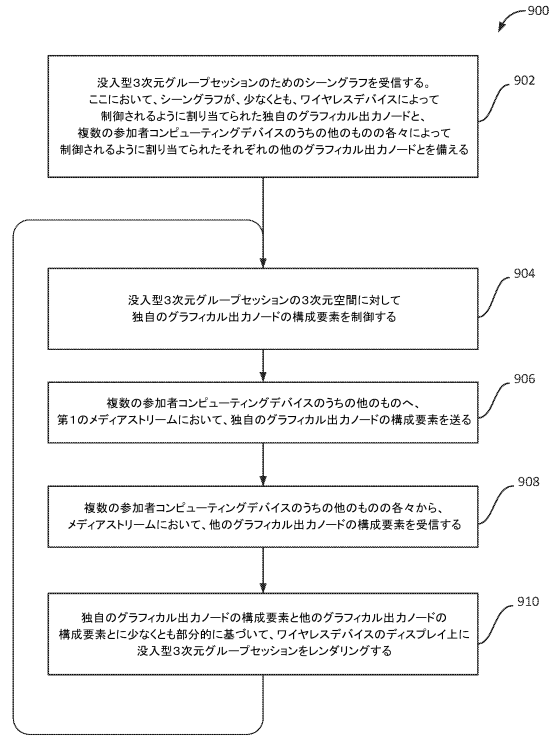 900
没入型３次元グループセッションのためのシーングラフを受信する。
ここにおいて、シーングラフが、少なくとも、ワイヤレスデバイスによって
制御されるように割り当てられた独自のグラフィカル出力ノードと、
複数の参加者コンピューティングデバイスのうちの他のものの各々によって
制御されるように割り当てられたそれぞれの他のグラフィカル出力ノードとを備える
902
没入型３次元グループセッションの３次元空間に対して
独自のグラフィカル出力ノードの構成要素を制御する
904
複数の参加者コンピューティングデバイスのうちの他のものへ、
第１のメディアストリームにおいて、独自のグラフィカル出力ノードの構成要素を送る
906
複数の参加者コンピューティングデバイスのうちの他のものの各々から、
メディアストリームにおいて、他のグラフィカル出力ノードの構成要素を受信する
908
独自のグラフィカル出力ノードの構成要素と他のグラフィカル出力ノードの
構成要素とに少なくとも部分的に基づいて、ワイヤレスデバイスのディスプレイ上に
没入型３次元グループセッションをレンダリングする
910